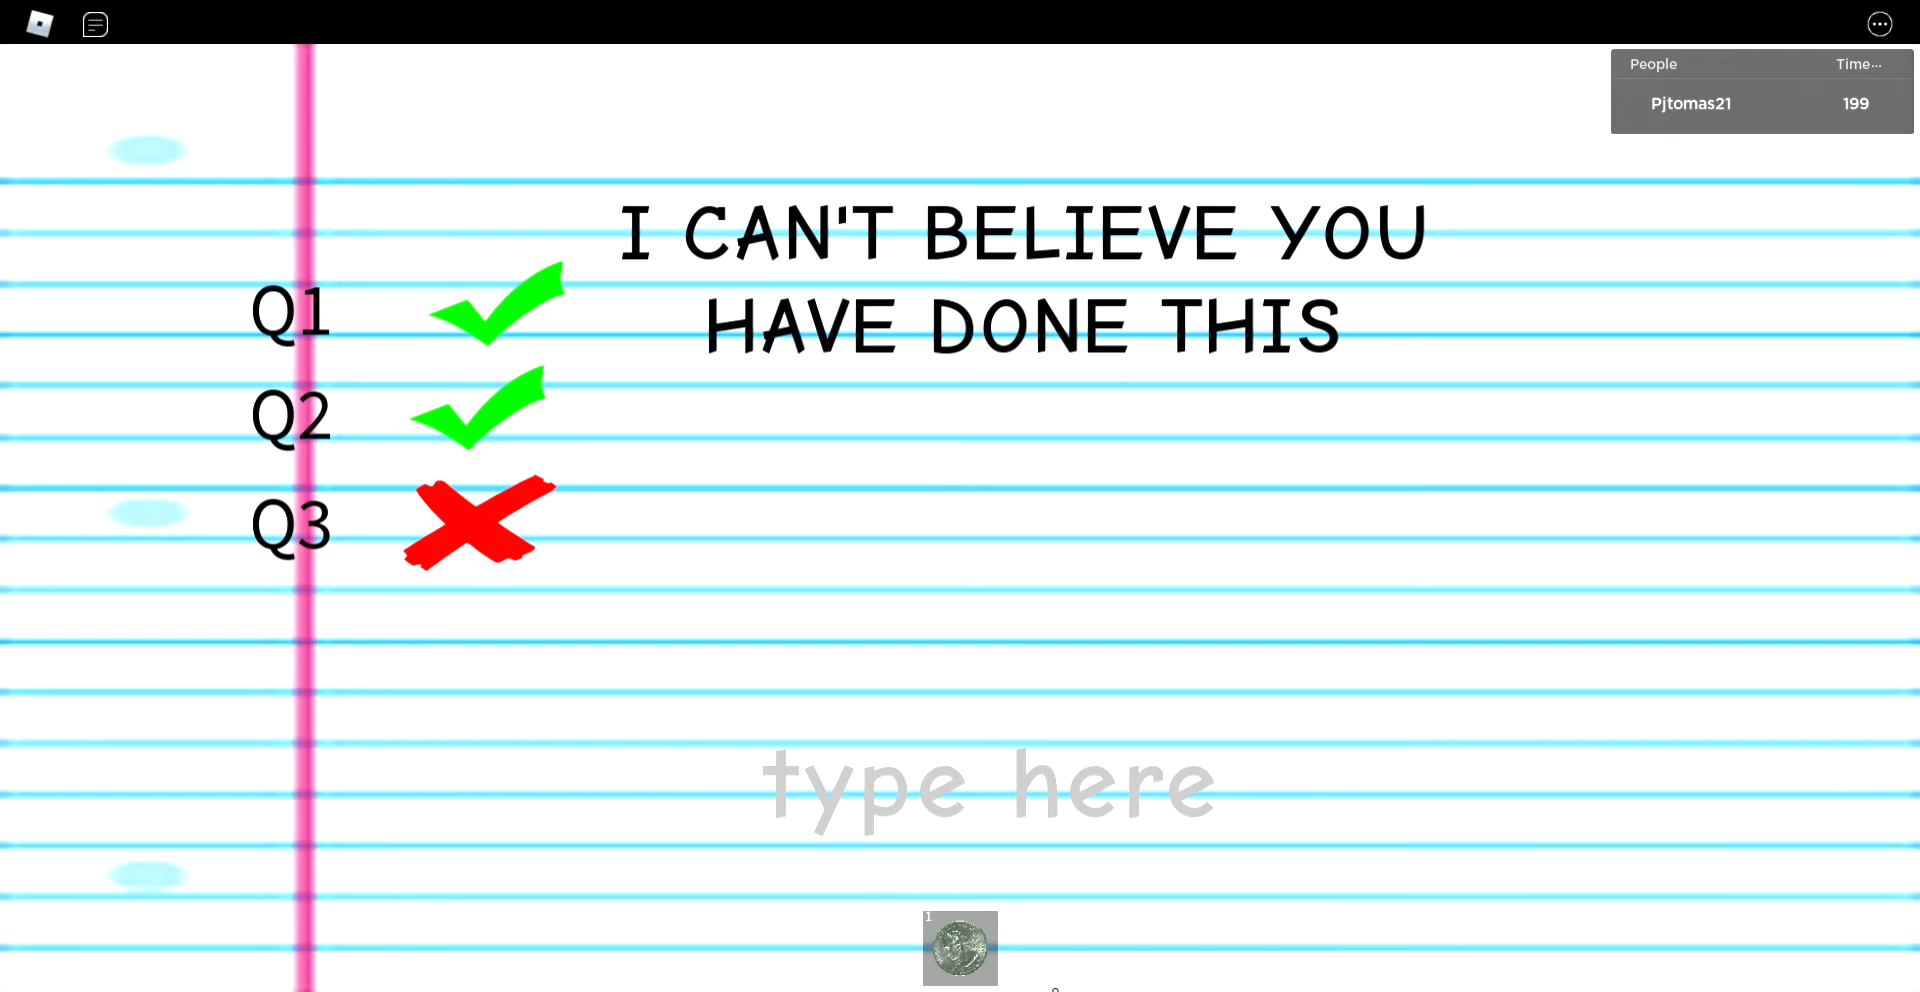 People Time...
Pjtomas21 199
I CAN'T BELIEVE YOU
HAVE DONE THIS
Q1
Q2
Q3
type here
1